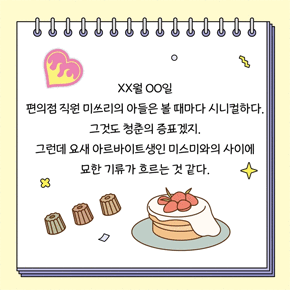 XX월 OO일
편의점 직원 미쓰리의 아들은 볼 때마다 시니컬하다.
그것도 청춘의 증표겠지.
그런데 요새 아르바이트생인 미스미와의 사이에
묘한 기류가 흐르는 것 같다.